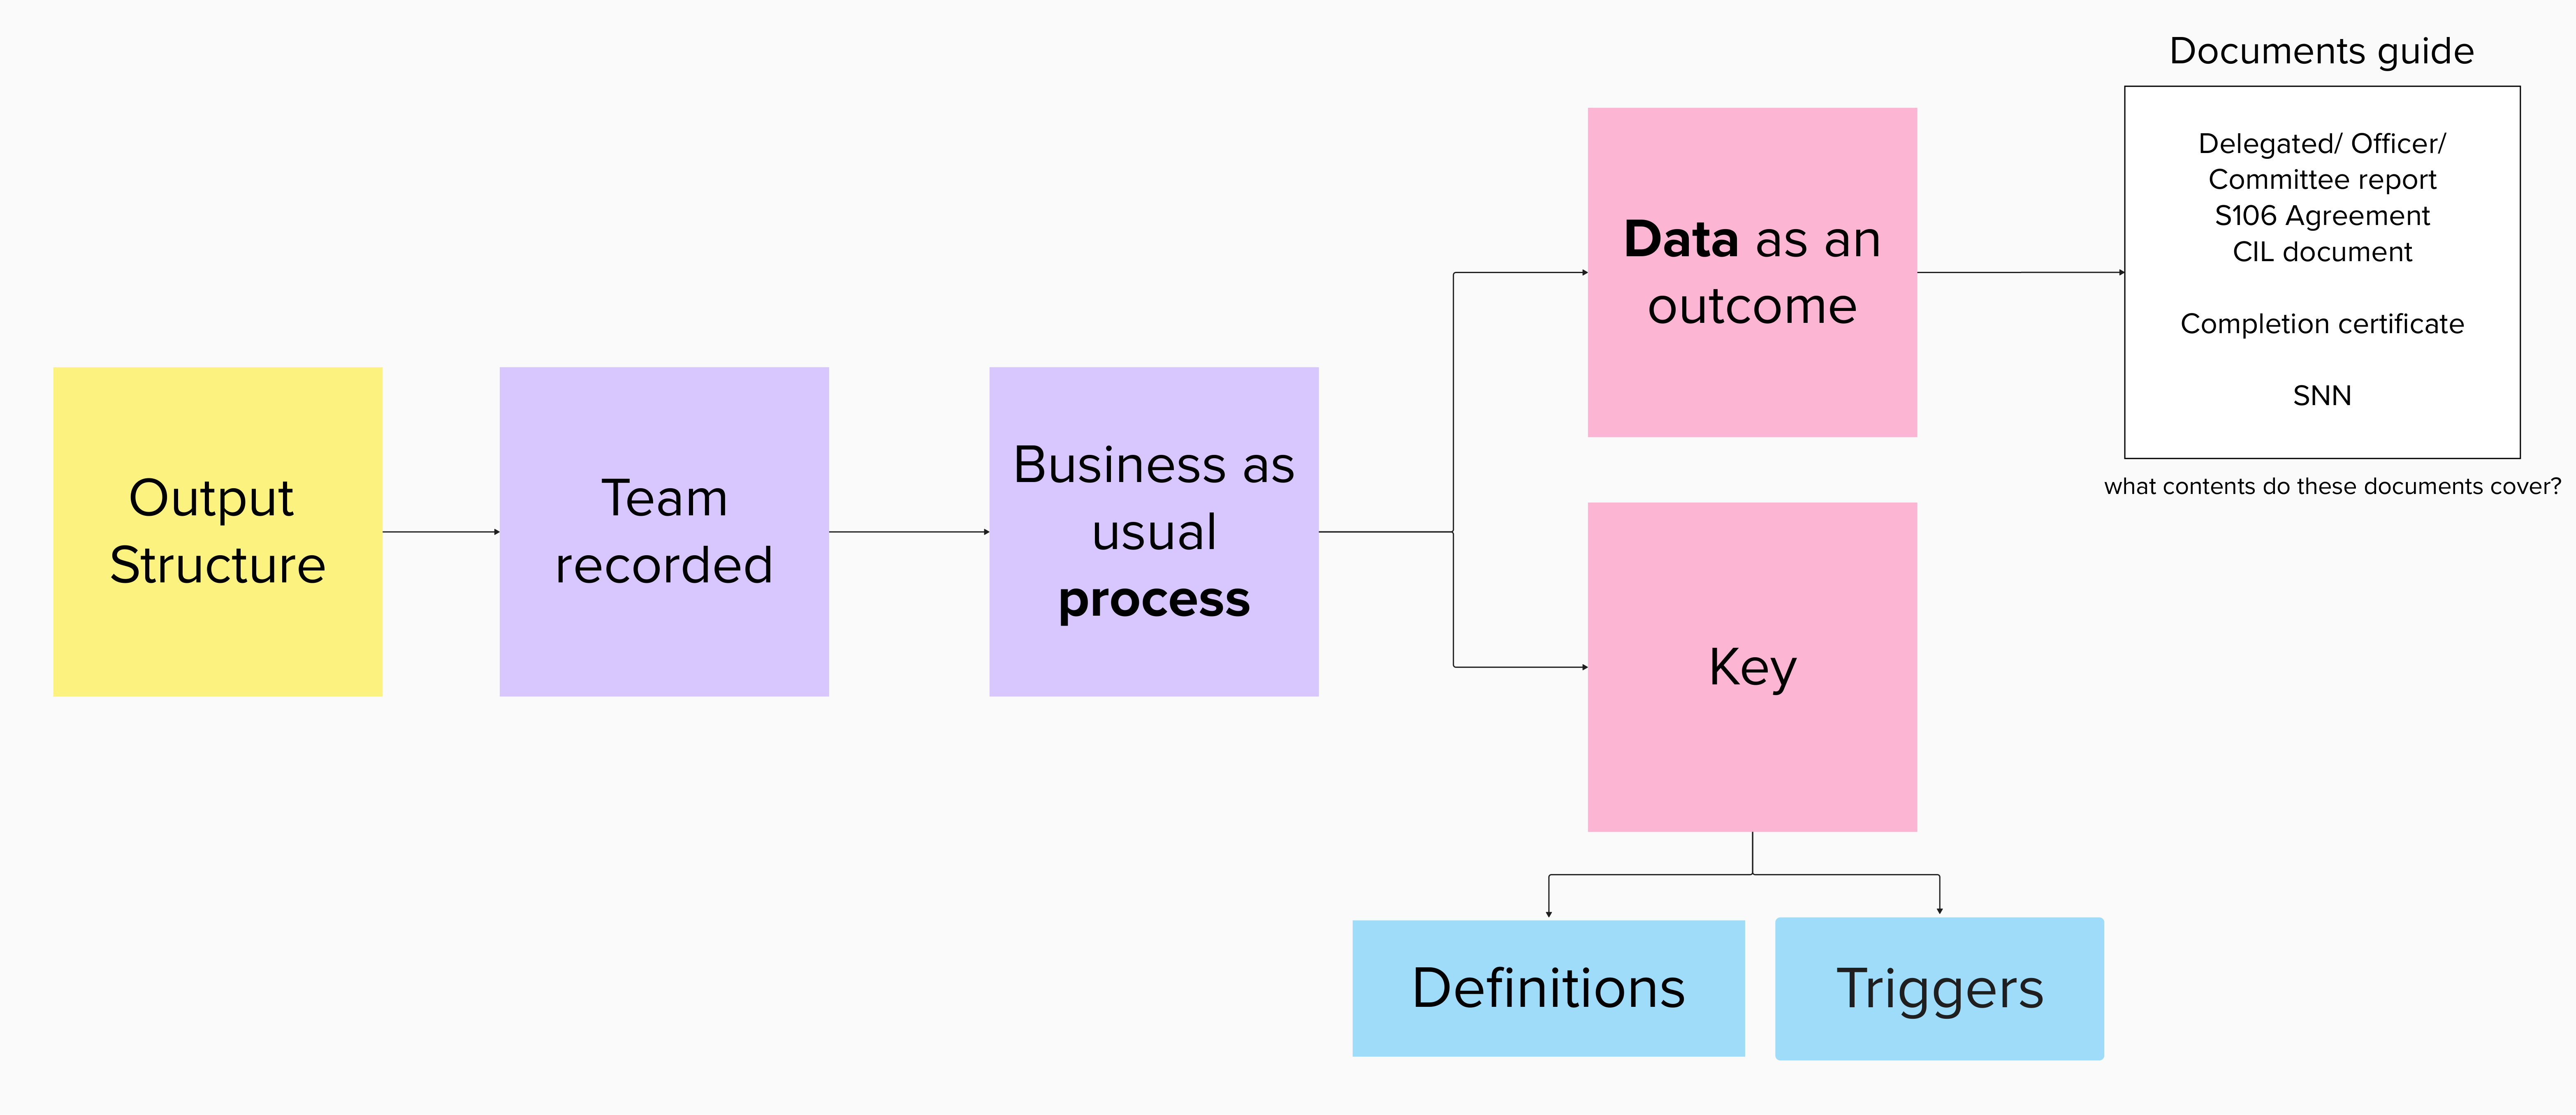 Documents guide
Delegated/ Officer/
Committee report
S106 Agreement
CIL document
Completion certificate
SNN
what contents do these documents cover?
Data as an
outcome
Output
Structure
Team
recorded
Business as
usual
process
Key
Definitions
Triggers